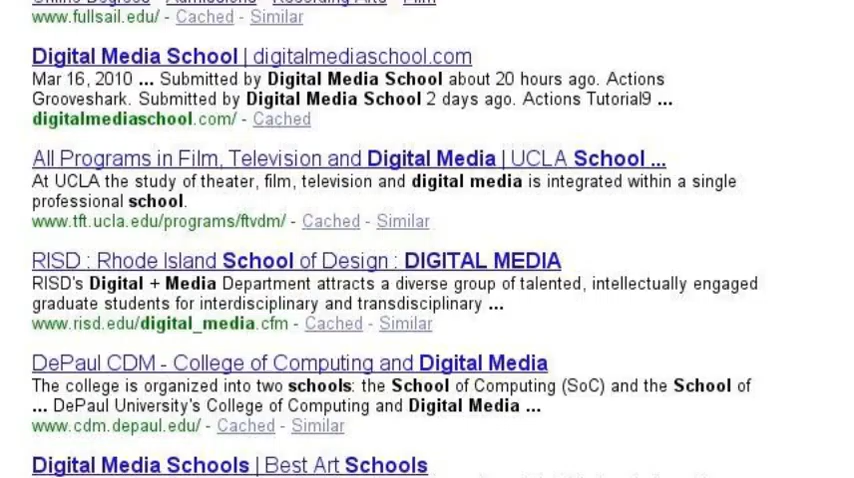 Online Degrees - Admissions - Recording Arts - Film
www.fullsail.edu/ - Cached - Similar
Digital Media School | digitalmediaschool.com
Mar 16, 2010 ... Submitted by Digital Media School about 20 hours ago. Actions
Grooveshark. Submitted by Digital Media School 2 days ago. Actions Tutorial9 ...
digitalmediaschool.com/ - Cached
All Programs in Film, Television and Digital Media | UCLA School ...
At UCLA the study of theater, film, television and digital media is integrated within a single
professional school.
www.tft.ucla.edu/programs/ftvdm/ - Cached - Similar
RISD : Rhode Island School of Design : DIGITAL MEDIA
RISD's Digital + Media Department attracts a diverse group of talented, intellectually engaged
graduate students for interdisciplinary and transdisciplinary ...
www.risd.edu/digital_media.cfm - Cached - Similar
DePaul CDM - College of Computing and Digital Media
The college is organized into two schools: the School of Computing (SoC) and the School of
... DePaul University's College of Computing and Digital Media ...
www.cdm.depaul.edu/ - Cached - Similar
Digital Media Schools | Best Art Schools